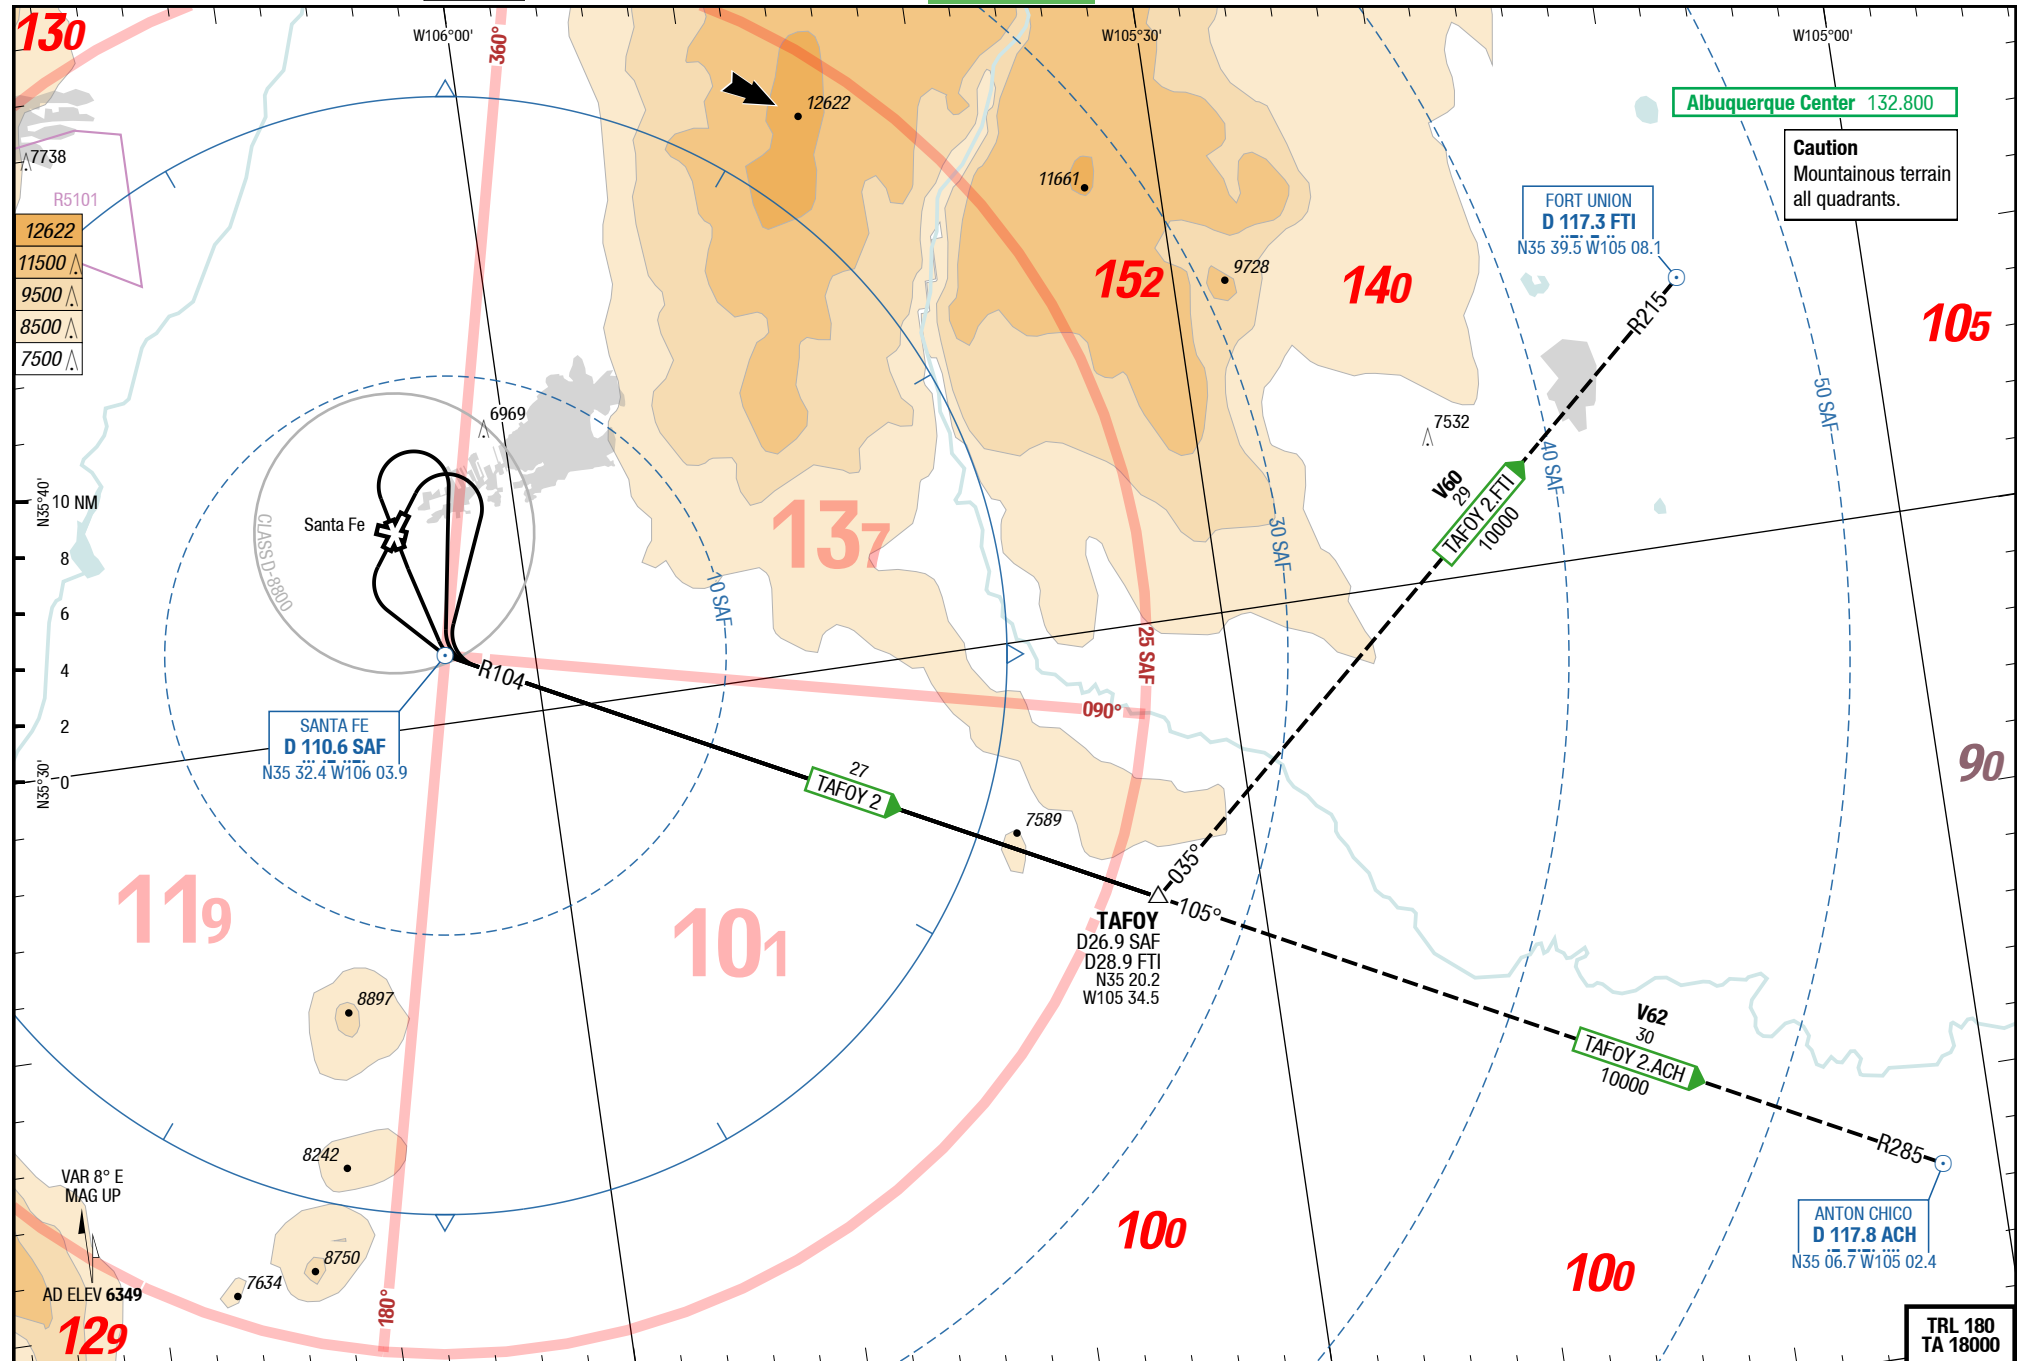 130
W106°00'
360°
W105°30'
W105°00'
12622
Albuquerque Center 132.800
Caution
Mountainous terrain
all quadrants.
7738
R5101
11661
FORT UNION
D 117.3 FTI
N35 39.5 W105 08.1
12622
11500
9500
8500
7500
152
9728
140
105
R215
50 SAF
6969
7532
40 SAF
V60
29
TAFOY 2.FTI
10000
N35°40'
10 NM
8
6
4
2
0
N35°30'
Santa Fe
CLASS D-8800
137
30 SAF
10 SAF
25 SAF
R104
090°
SANTA FE
D 110.6 SAF
N35 32.4 W106 03.9
90
27
TAFOY 2
7589
035°
105°
119
101
TAFOY
D26.9 SAF
D28.9 FTI
N35 20.2
W105 34.5
8897
V62
30
TAFOY 2.ACH
10000
R285
8242
VAR 8° E
MAG UP
100
100
ANTON CHICO
D 117.8 ACH
N35 06.7 W105 02.4
8750
7634
AD ELEV 6349
180°
129
TRL 180
TA 18000